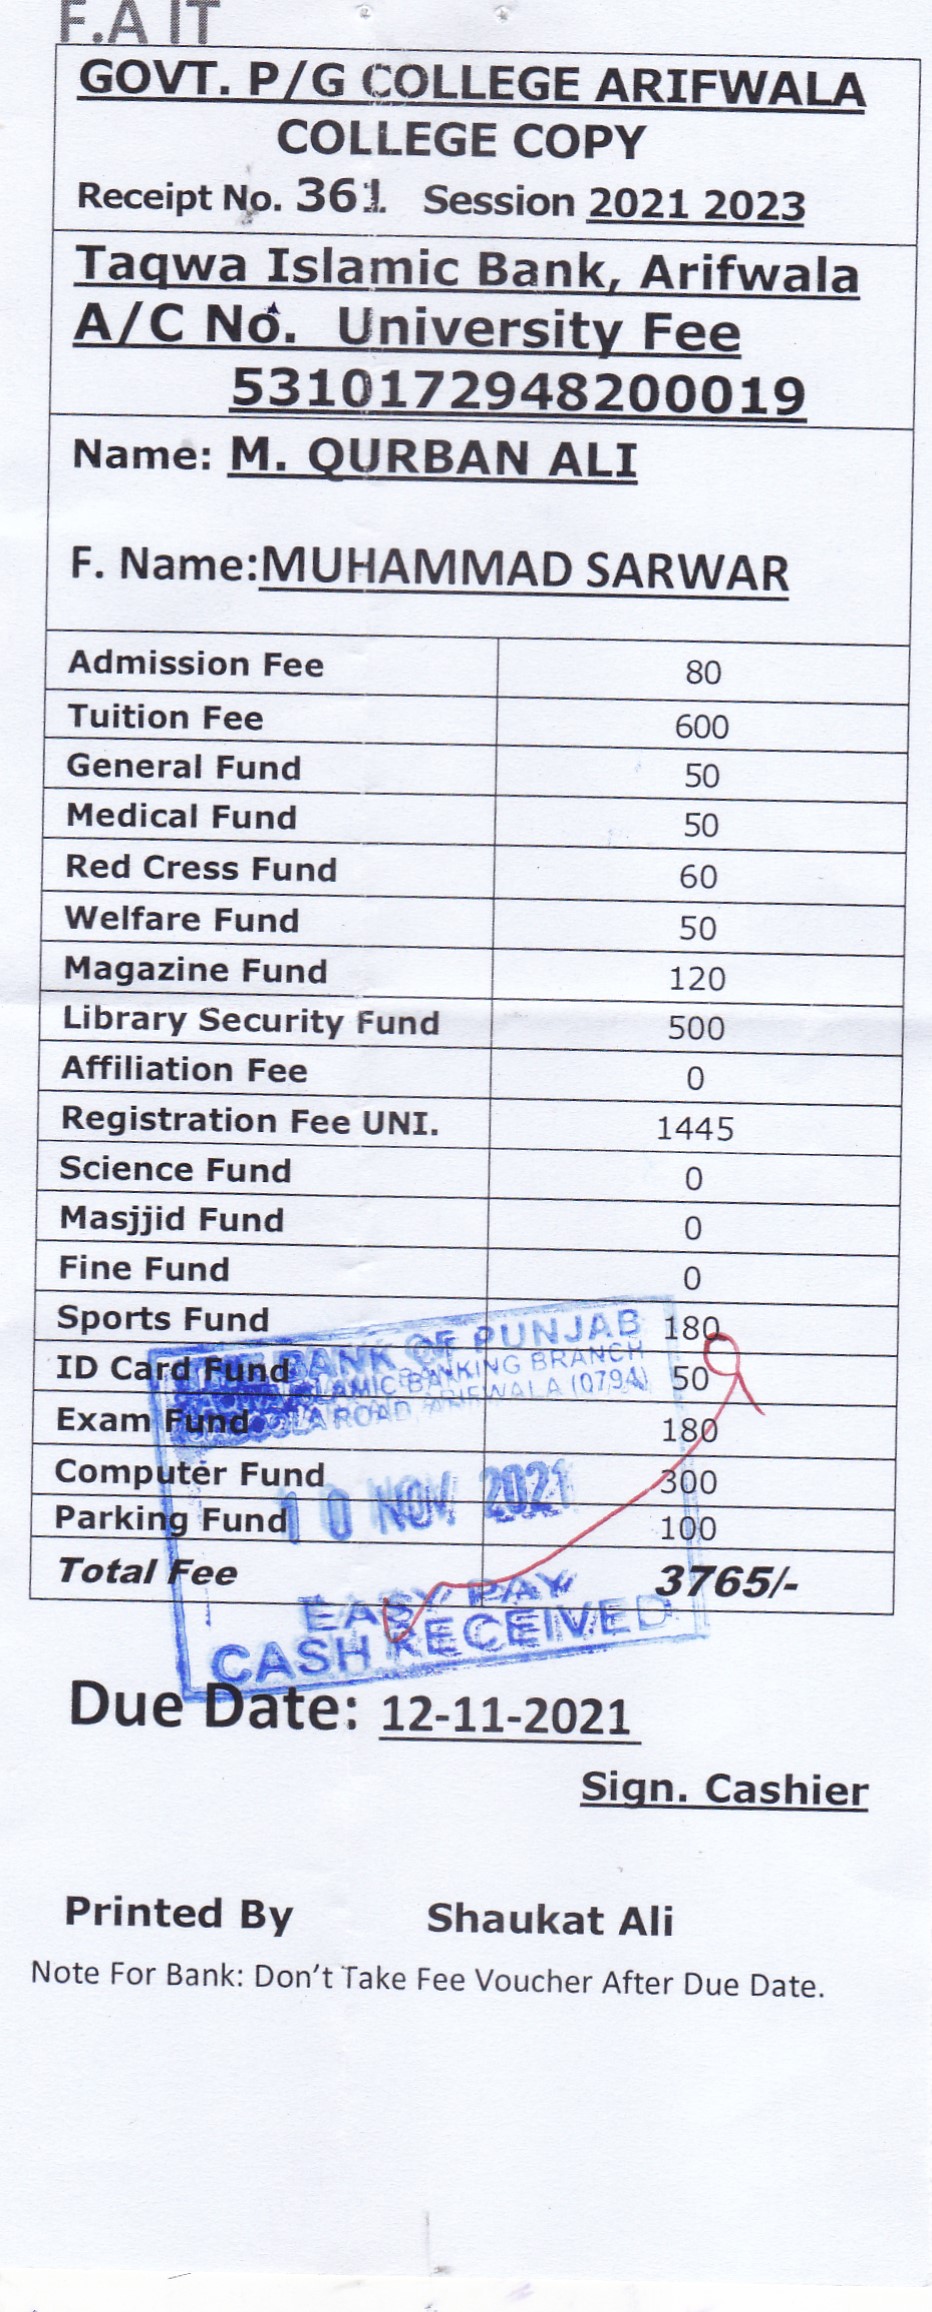 F.A IT
GOVT. P/G COLLEGE ARIFWALA
COLLEGE COPY
Receipt No. 361 Session 2021 2023
Taqwa Islamic Bank, Arifwala
A/C No. University Fee
5310172948200019
Name: M. QURBAN ALI
F. Name:MUHAMMAD SARWAR
Admission Fee 80
Tuition Fee 600
General Fund 50
Medical Fund 50
Red Cress Fund 60
Welfare Fund 50
Magazine Fund 120
Library Security Fund 500
Affiliation Fee 0
Registration Fee UNI. 1445
Science Fund 0
Masjjid Fund 0
Fine Fund 0
Sports Fund 180
ID Card Fund 50
Exam Fund 180
Computer Fund 300
Parking Fund 100
Total Fee 3765/-
BANK OF PUNJAB
BANKING BRANCH
ROAD ARIFWALA (0794)
10 NOV 2021
EASY PAY
CASH RECEIVED
Due Date: 12-11-2021
Sign. Cashier
Printed By Shaukat Ali
Note For Bank: Don't Take Fee Voucher After Due Date.